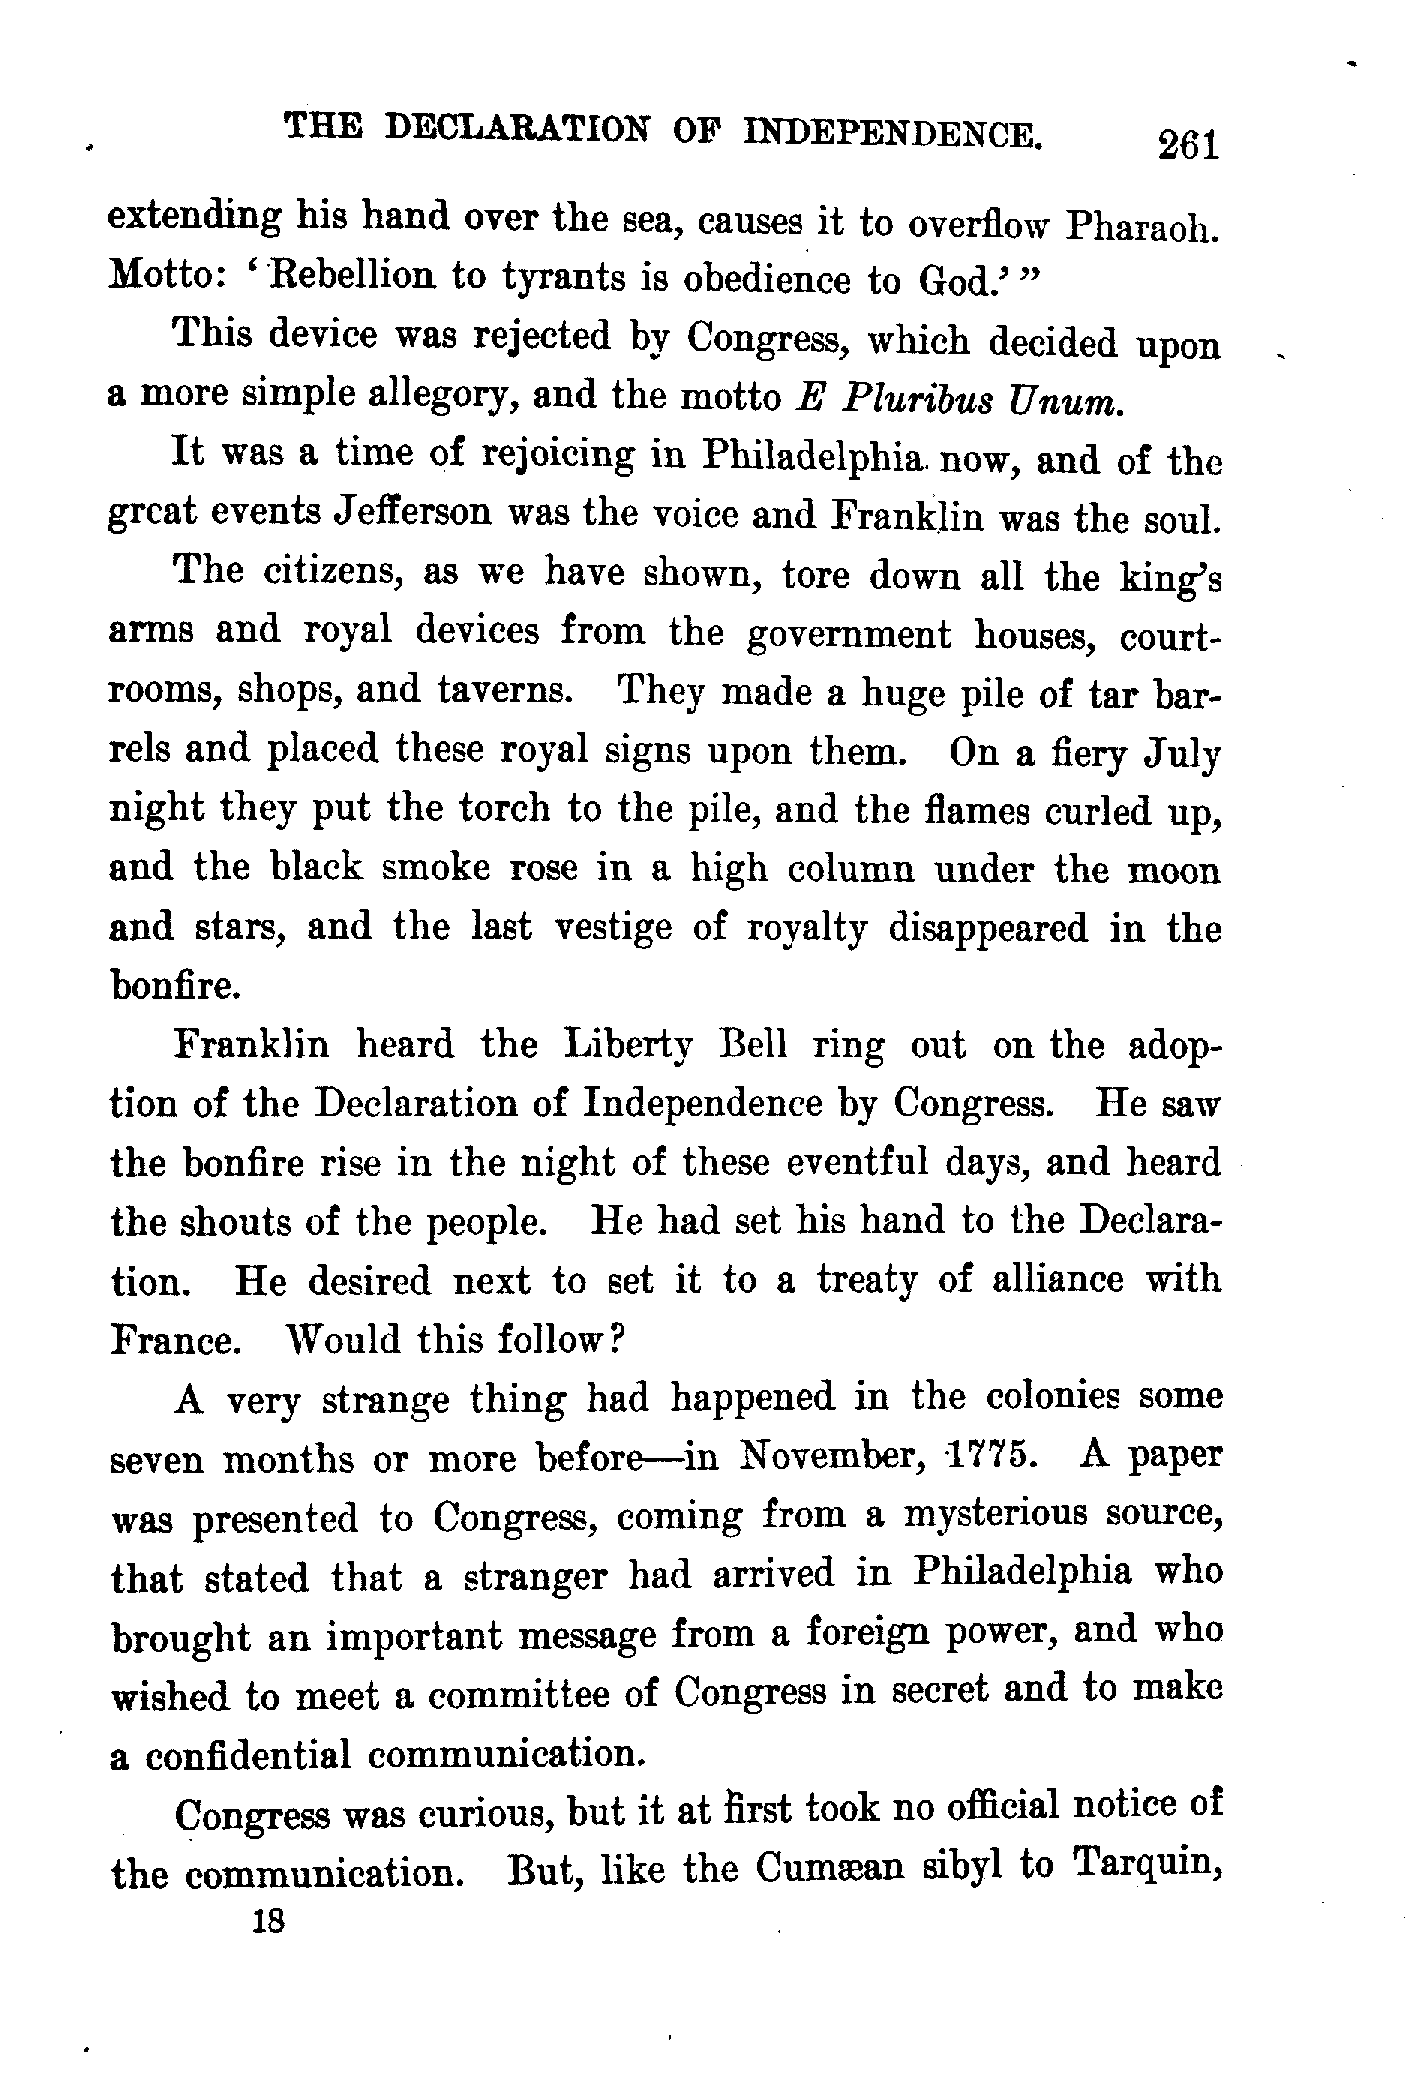 THE DECLARATION OF INDEPENDENCE. 261
extending his hand over the sea, causes it to overflow Pharaoh.
Motto: ‘Rebellion to tyrants is obedience to God.’”
This device was rejected by Congress, which decided upon
a more simple allegory, and the motto E Pluribus Unum.
It was a time of rejoicing in Philadelphia now, and of the
great events Jefferson was the voice and Franklin was the soul.
The citizens, as we have shown, tore down all the king’s
arms and royal devices from the government houses, court-
rooms, shops, and taverns. They made a huge pile of tar bar-
rels and placed these royal signs upon them. On a fiery July
night they put the torch to the pile, and the flames curled up,
and the black smoke rose in a high column under the moon
and stars, and the last vestige of royalty disappeared in the
bonfire.
Franklin heard the Liberty Bell ring out on the adop-
tion of the Declaration of Independence by Congress. He saw
the bonfire rise in the night of these eventful days, and heard
the shouts of the people. He had set his hand to the Declara-
tion. He desired next to set it to a treaty of alliance with
France. Would this follow?
A very strange thing had happened in the colonies some
seven months or more before—in November, 1775. A paper
was presented to Congress, coming from a mysterious source,
that stated that a stranger had arrived in Philadelphia who
brought an important message from a foreign power, and who
wished to meet a committee of Congress in secret and to make
a confidential communication.
Congress was curious, but it at first took no official notice of
the communication. But, like the Cumæan sibyl to Tarquin,
18